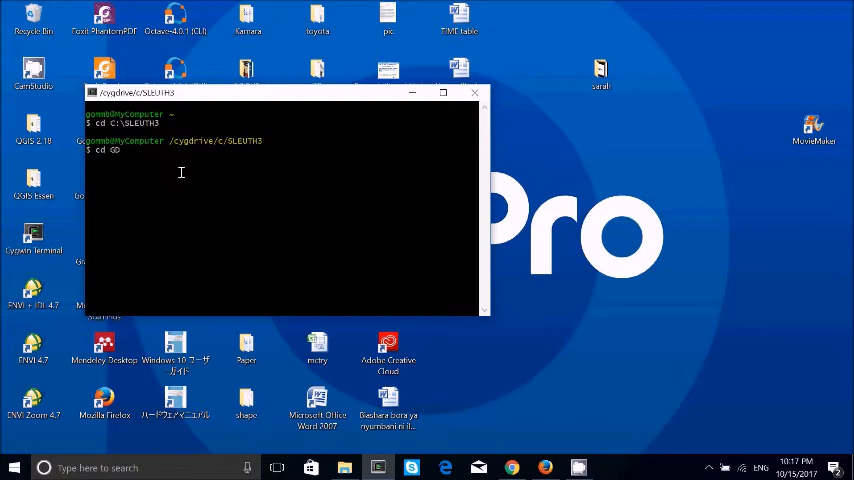 Recycle Bin
Foxit PhantomPDF
Octave-4.0.1 (CLI)
Kamara
toyota
pic
TIME table
CamStudio
sarah
/cygdrive/c/SLEUTH3
gommb@MyComputer ~
$ cd C:\SLEUTH3
gommb@MyComputer /cygdrive/c/SLEUTH3
$ cd GD
QGIS 2.18
MovieMaker
QGIS Essen
Cygwin Terminal
Pro
ENVI + IDL 4.7
ENVI 4.7
Mendeley Desktop
Windows 10 ユーザガイド
Paper
mctry
Adobe Creative Cloud
ENVI Zoom 4.7
Mozilla Firefox
ハードウェアマニュアル
shape
Microsoft Office Word 2007
Biashara bora ya nyumbani ni il...
Type here to search
ENG
10:17 PM
10/15/2017
2